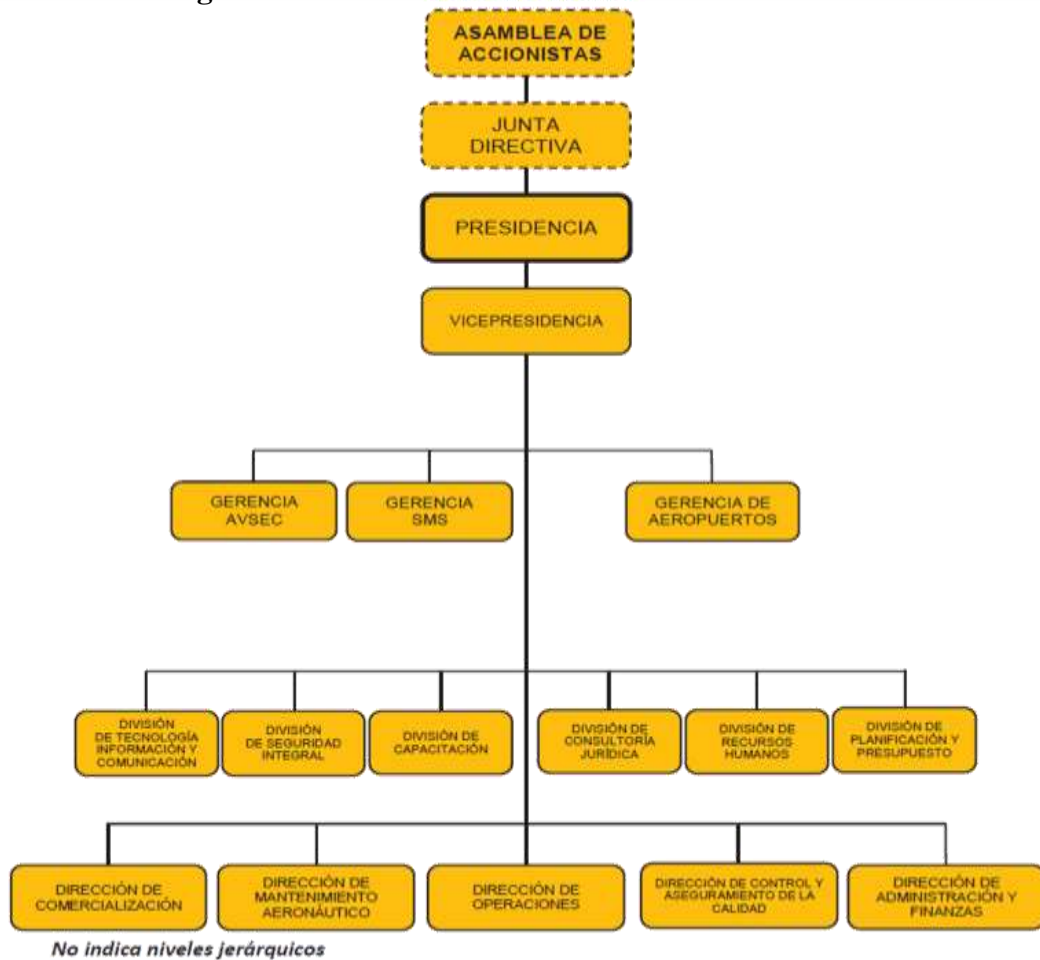 ASAMBLEA DE
ACCIONISTAS
JUNTA
DIRECTIVA
PRESIDENCIA
VICEPRESIDENCIA
GERENCIA
AVSEC
GERENCIA
SMS
GERENCIA DE
AEROPUERTOS
DIVISIÓN
DE TECNOLOGÍA
INFORMACIÓN Y
COMUNICACIÓN
DIVISIÓN
DE SEGURIDAD
INTEGRAL
DIVISIÓN DE
CAPACITACIÓN
DIVISIÓN DE
CONSULTORÍA
JURÍDICA
DIVISIÓN DE
RECURSOS
HUMANOS
DIVISIÓN DE
PLANIFICACIÓN Y
PRESUPUESTO
DIRECCIÓN DE
COMERCIALIZACIÓN
DIRECCIÓN DE
MANTENIMIENTO
AERONÁUTICO
DIRECCIÓN DE
OPERACIONES
DIRECCIÓN DE CONTROL Y
ASEGURAMIENTO DE LA
CALIDAD
DIRECCIÓN DE
ADMINISTRACIÓN Y
FINANZAS
No indica niveles jerárquicos